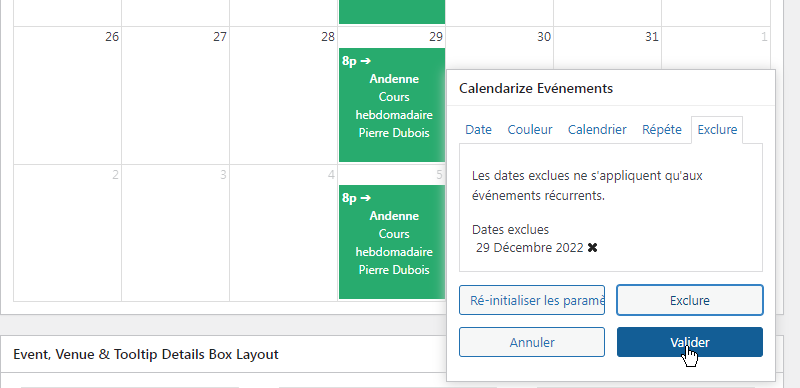 26 27 28 29 30 31 1
8p ➔
Andenne
Cours
hebdomadaire
Pierre Dubois
2 3 4 5
8p ➔
Andenne
Cours
hebdomadaire
Pierre Dubois
Calendarize Evénements
Date Couleur Calendrier Répéte Exclure
Les dates exclues ne s'appliquent qu'aux
événements récurrents.
Dates exclues
29 Décembre 2022 ✖
Ré-initialiser les paramè Exclure
Annuler Valider
Event, Venue & Tooltip Details Box Layout